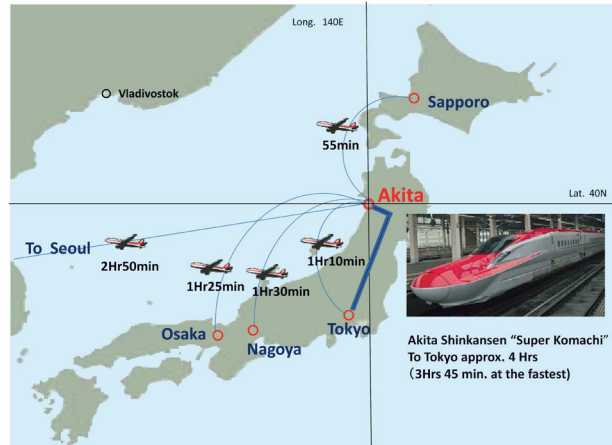 Long. 140E
Vladivostok
Sapporo
55min
Akita
Lat. 40N
To Seoul
2Hr50min
1Hr25min
1Hr30min
1Hr10min
Osaka
Nagoya
Tokyo
Akita Shinkansen “Super Komachi”
To Tokyo approx. 4 Hrs
（3Hrs 45 min. at the fastest)